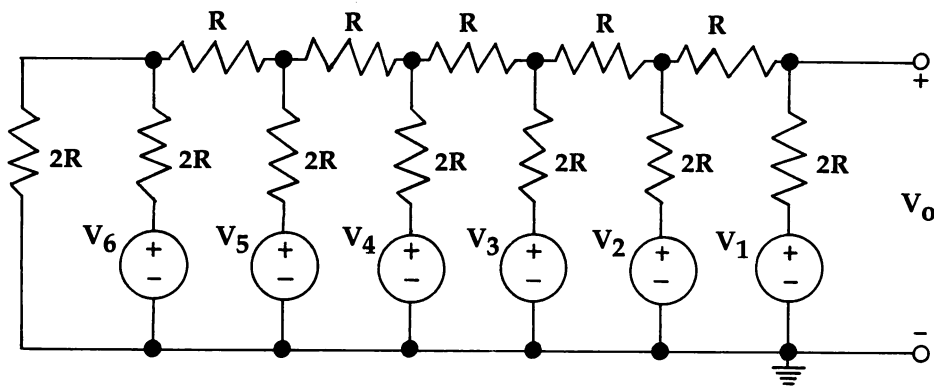 R R R R R
+
2R 2R 2R 2R 2R 2R 2R
V6 + − V5 + − V4 + − V3 + − V2 + − V1 + − Vo
−